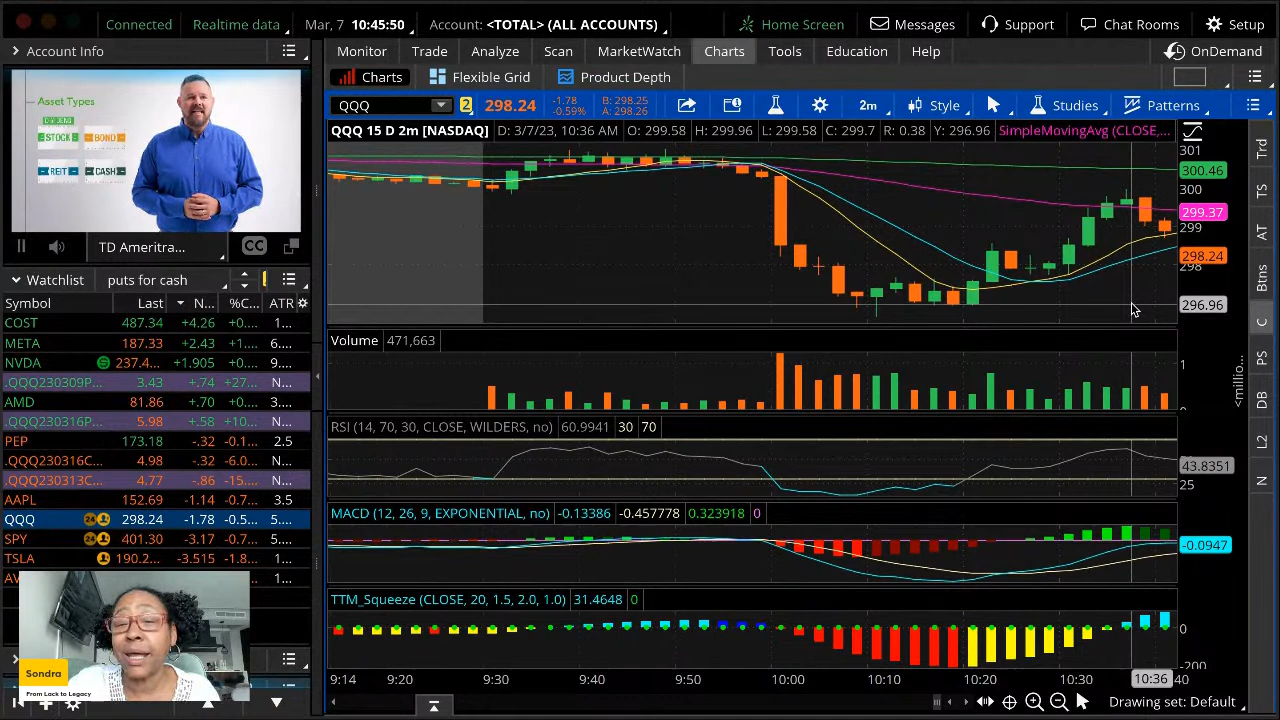 Connected Realtime data Mar, 7 10:45:50 Account: <TOTAL> (ALL ACCOUNTS) Home Screen Messages Support Chat Rooms Setup
Account Info
Monitor Trade Analyze Scan MarketWatch Charts Tools Education Help OnDemand
Charts Flexible Grid Product Depth
Asset Types
DIVIDEND
STOCK BOND
REIT CASH
TD Ameritra... CC
QQQ 2 298.24 -1.78 -0.59% B: 298.25 A: 298.26 2m Style Studies Patterns
QQQ 15 D 2m [NASDAQ] D: 3/7/23, 10:36 AM O: 299.58 H: 299.96 L: 299.58 C: 299.7 R: 0.38 Y: 296.96 SimpleMovingAvg (CLOSE,...
301
300.46
300
299.37
299
298.24
298
296.96
Trd
TS
AT
Btns
C
PS
DB
L2
N
Watchlist puts for cash
Symbol Last N... %C... ATR
COST 487.34 +4.26 +0.... 1...
META 187.33 +2.43 +1.... 6....
NVDA 237.4... +1.905 +0.... 9....
.QQQ230309P... 3.43 +.74 +27... N...
AMD 81.86 +.70 +0.... 3....
.QQQ230316P... 5.98 +.58 +10... N...
PEP 173.18 -.32 -0.1... 2.5
.QQQ230316C... 4.98 -.32 -6.0... N...
.QQQ230313C... 4.77 -.86 -15.... N...
AAPL 152.69 -1.14 -0.7... 3.5
QQQ 24 298.24 -1.78 -0.5... 5....
SPY 24 401.30 -3.17 -0.7... 5....
TSLA 190.2... -3.515 -1.8... N...
Volume 471,663
1
0
<millio...
RSI (14, 70, 30, CLOSE, WILDERS, no) 60.9941 30 70
43.8351
25
MACD (12, 26, 9, EXPONENTIAL, no) -0.13386 -0.457778 0.323918 0
-0.0947
TTM_Squeeze (CLOSE, 20, 1.5, 2.0, 1.0) 31.4648 0
0
-200
9:14 9:20 9:30 9:40 9:50 10:00 10:10 10:30 10:36 40
Drawing set: Default
Sondra
From Lack to Legacy